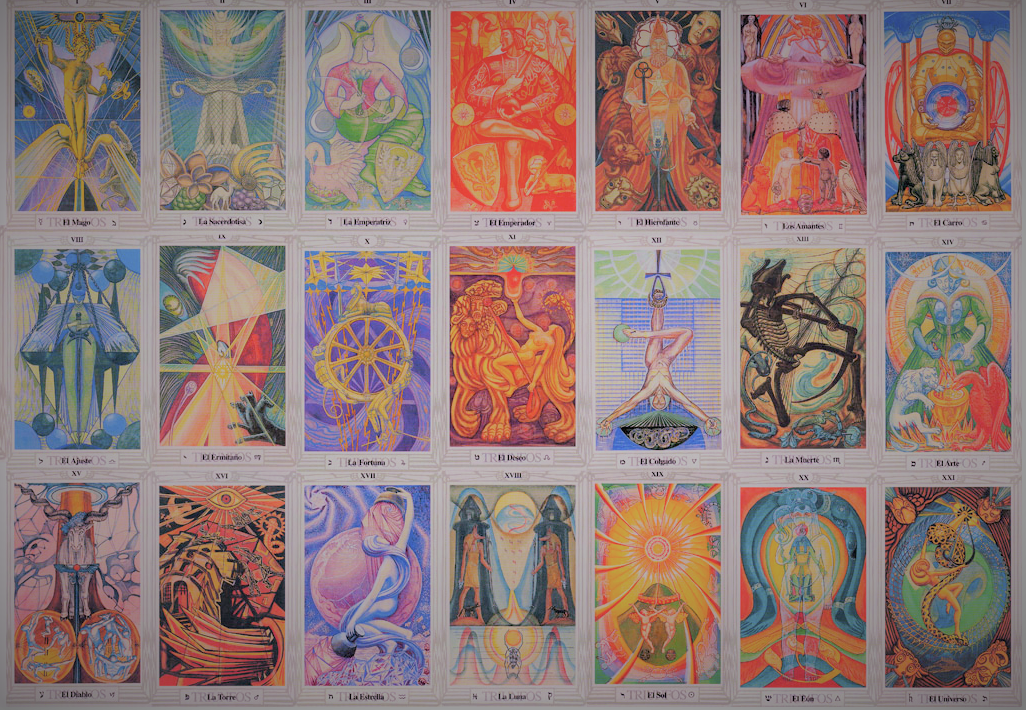 I II III IV V VI VII
El Mago La Sacerdotisa La Emperatriz El Emperador El Hierofante Los Amantes El Carro
VIII IX X XI XII XIII XIV
El Ajuste El Ermitaño La Fortuna El Deseo El Colgado La Muerte El Arte
XV XVI XVII XVIII XIX XX XXI
El Diablo La Torre La Estrella La Luna El Sol El Eón El Universo